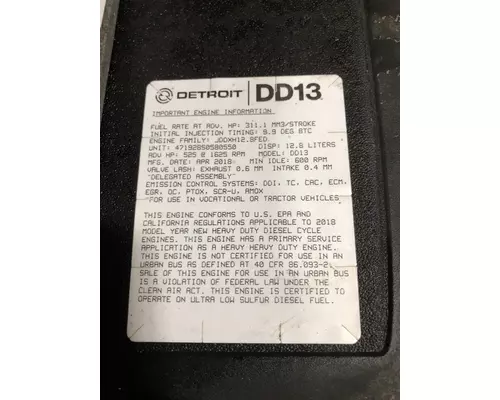 DETROIT DD13
IMPORTANT ENGINE INFORMATION
FUEL RATE AT ADV. HP: 311.1 MM3/STROKE
INITIAL INJECTION TIMING: 9.9 DEG BTC
ENGINE FAMILY: JDDXH12.8FED
UNIT: 471928S0580550 DISP: 12.8 LITERS
ADV HP: 525 @ 1625 RPM MODEL: DD13
MFG. DATE: APR 2018 MIN IDLE: 600 RPM
VALVE LASH: EXHAUST 0.6 MM INTAKE 0.4 MM
"DELEGATED ASSEMBLY"
EMISSION CONTROL SYSTEMS: DDI, TC, CAC, ECM,
EGR, OC, PTOX, SCR-U, AMOX
"FOR USE IN VOCATIONAL OR TRACTOR VEHICLES"
THIS ENGINE CONFORMS TO U.S. EPA AND
CALIFORNIA REGULATIONS APPLICABLE TO 2018
MODEL YEAR NEW HEAVY DUTY DIESEL CYCLE
ENGINES. THIS ENGINE HAS A PRIMARY SERVICE
APPLICATION AS A HEAVY HEAVY DUTY ENGINE.
THIS ENGINE IS NOT CERTIFIED FOR USE IN AN
URBAN BUS AS DEFINED AT 40 CFR 86.093-2.
SALE OF THIS ENGINE FOR USE IN AN URBAN BUS
IS A VIOLATION OF FEDERAL LAW UNDER THE
CLEAN AIR ACT. THIS ENGINE IS CERTIFIED TO
OPERATE ON ULTRA LOW SULFUR DIESEL FUEL.